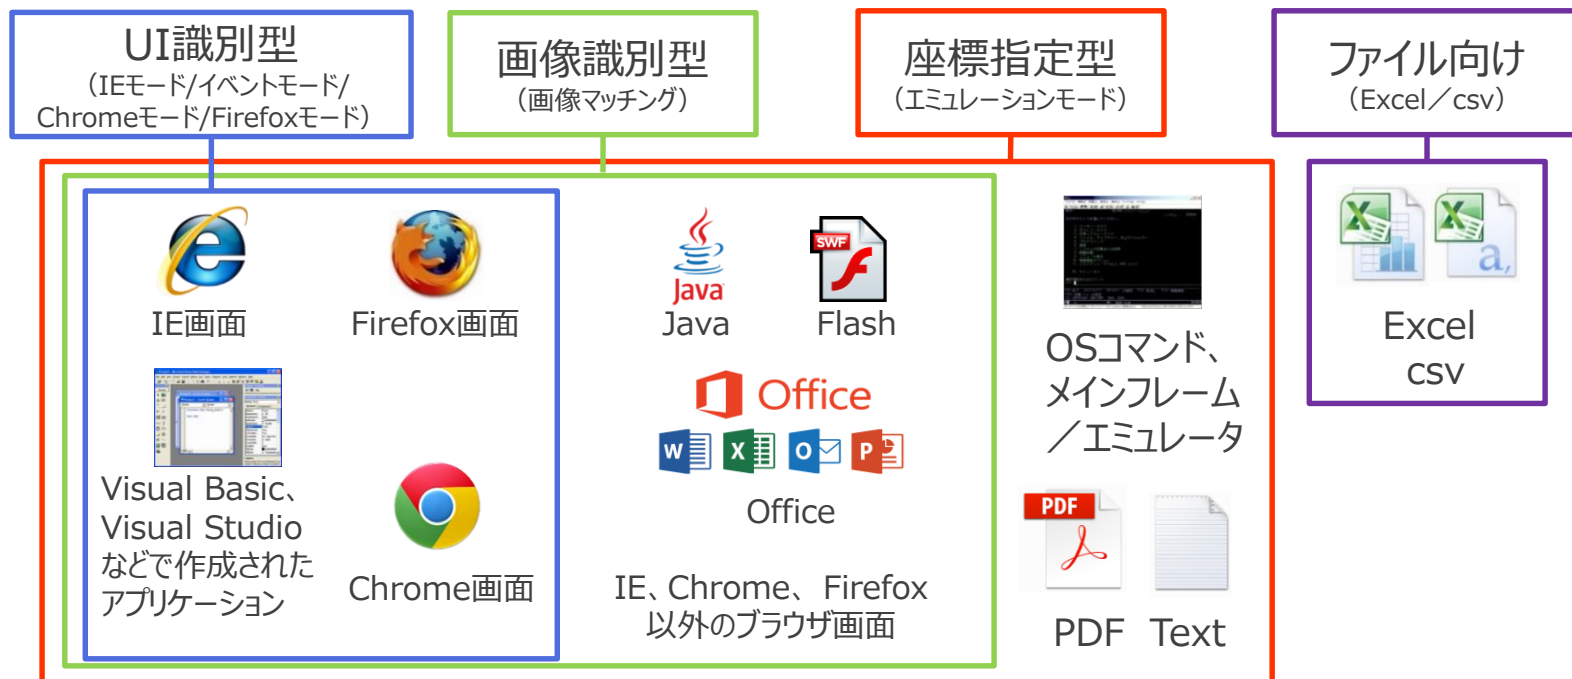 UI識別型
（IEモード/イベントモード/
Chromeモード/Firefoxモード）
画像識別型
（画像マッチング）
座標指定型
（エミュレーションモード）
ファイル向け
（Excel／csv）
IE画面
Firefox画面
Visual Basic、
Visual Studio
などで作成された
アプリケーション
Chrome画面
Java
Java
SWF
Flash
Office
W
X
O
P
Office
IE、Chrome、Firefox
以外のブラウザ画面
OSコマンド、
メインフレーム
／エミュレータ
PDF
PDF
Text
X
X
a,
Excel
csv